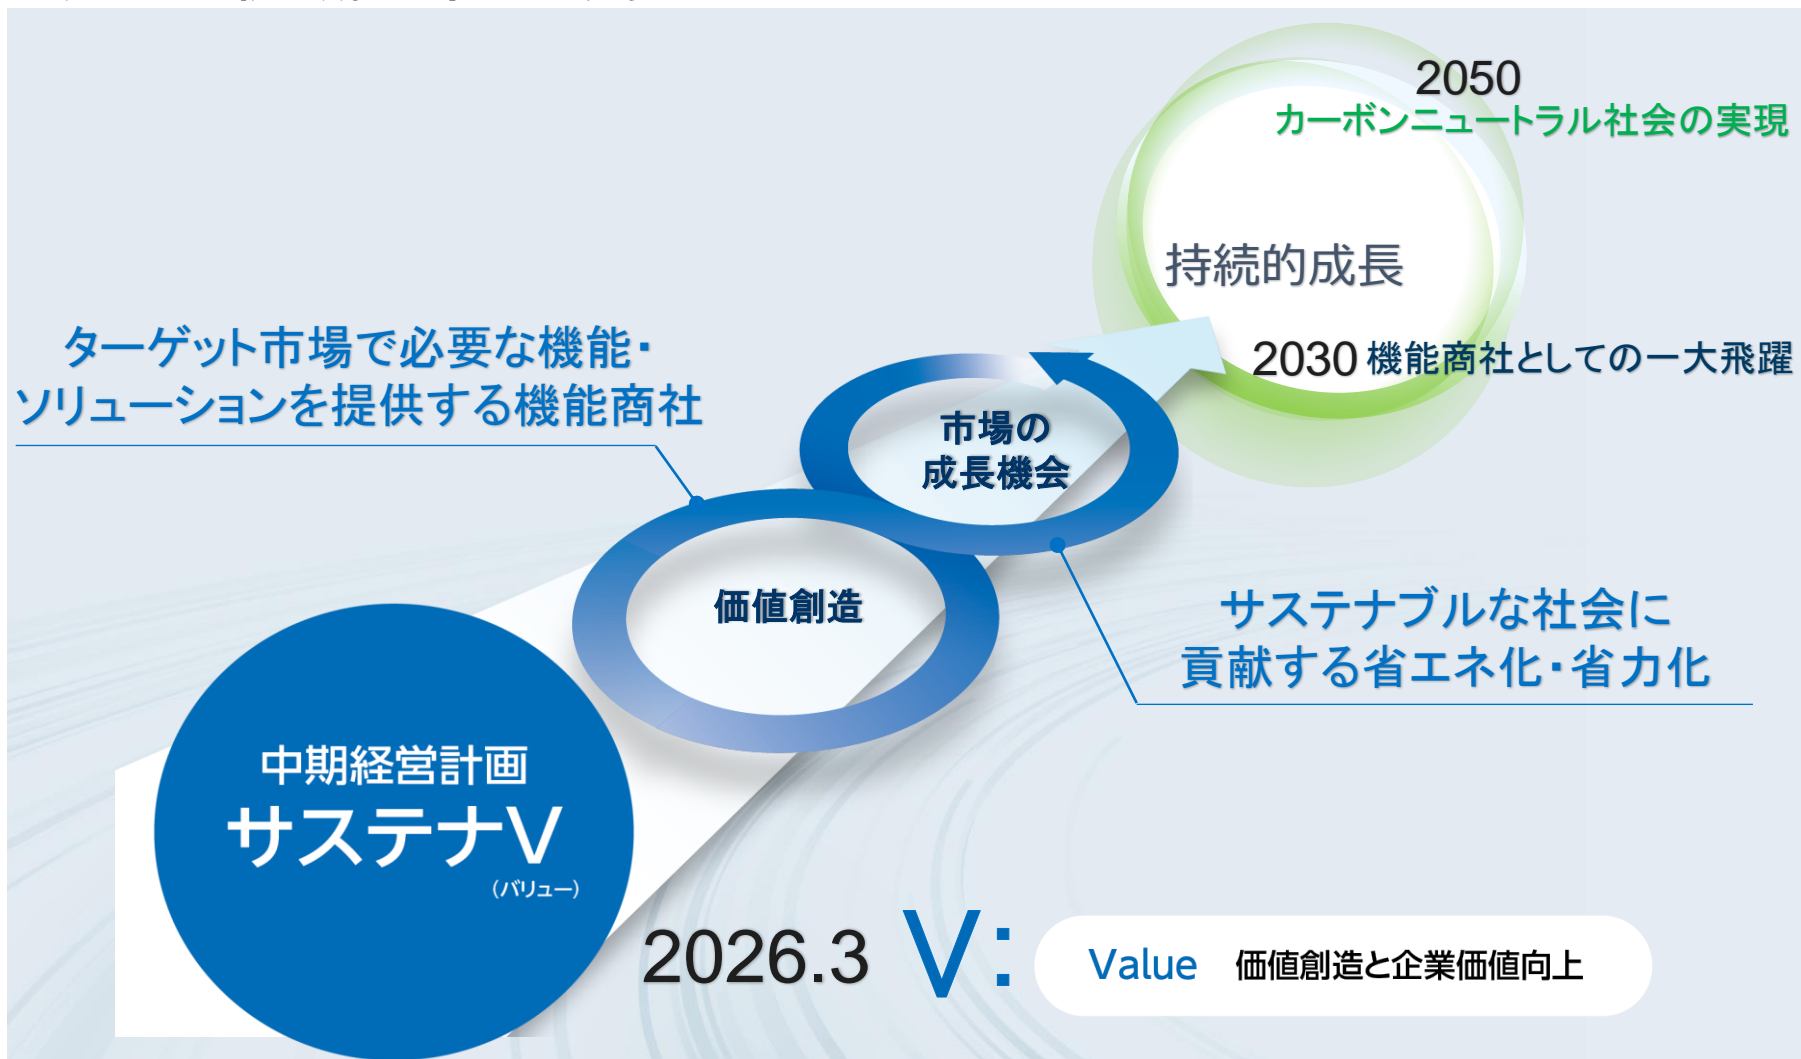 2050
カーボンニュートラル社会の実現
持続的成長
2030 機能商社としての一大飛躍
ターゲット市場で必要な機能・
ソリューションを提供する機能商社
市場の
成長機会
価値創造
サステナブルな社会に
貢献する省エネ化・省力化
中期経営計画
サステナV
（バリュー）
2026.3 V:
Value 価値創造と企業価値向上